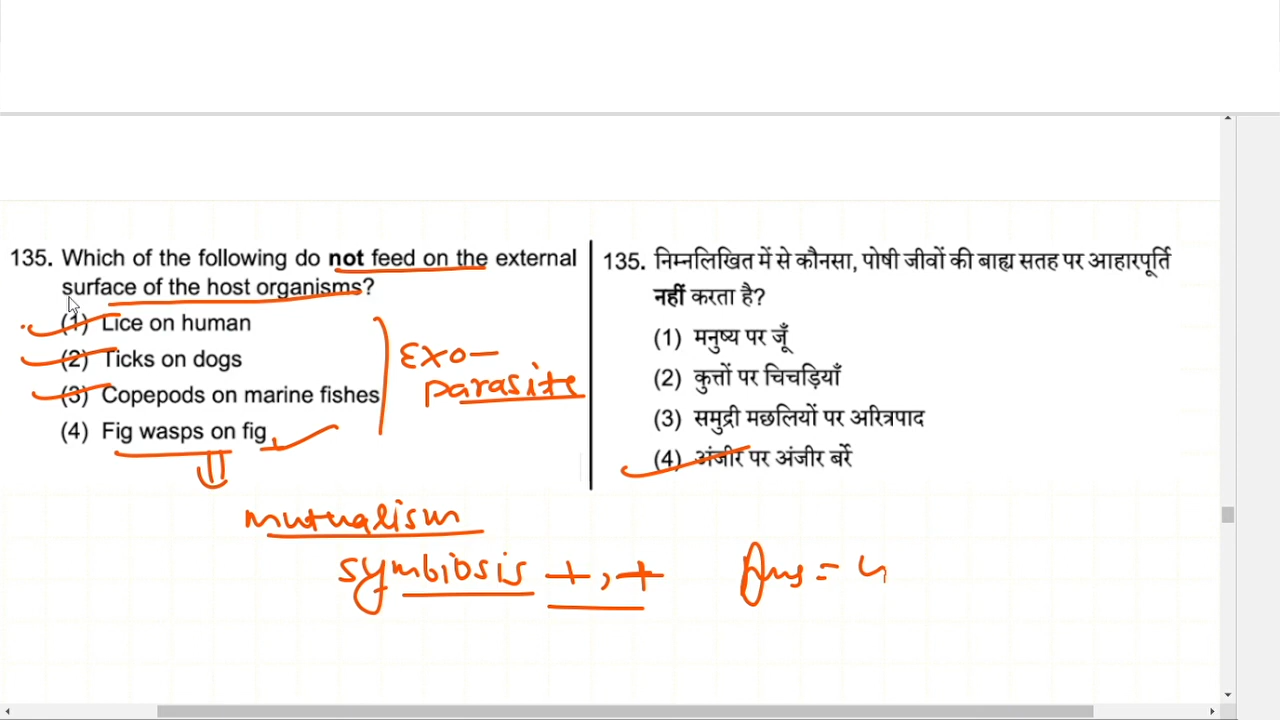 135. Which of the following do not feed on the external
surface of the host organisms?
(1) Lice on human
(2) Ticks on dogs
(3) Copepods on marine fishes
(4) Fig wasps on fig
Exo-
parasite
135. निम्नलिखित में से कौनसा, पोषी जीवों की बाह्य सतह पर आहारपूर्ति
नहीं करता है?
(1) मनुष्य पर जूँ
(2) कुत्तों पर चिचड़ियाँ
(3) समुद्री मछलियों पर अरित्रपाद
(4) अंजीर पर अंजीर बर्रे
mutualism
symbiosis +, +
Ans = 4